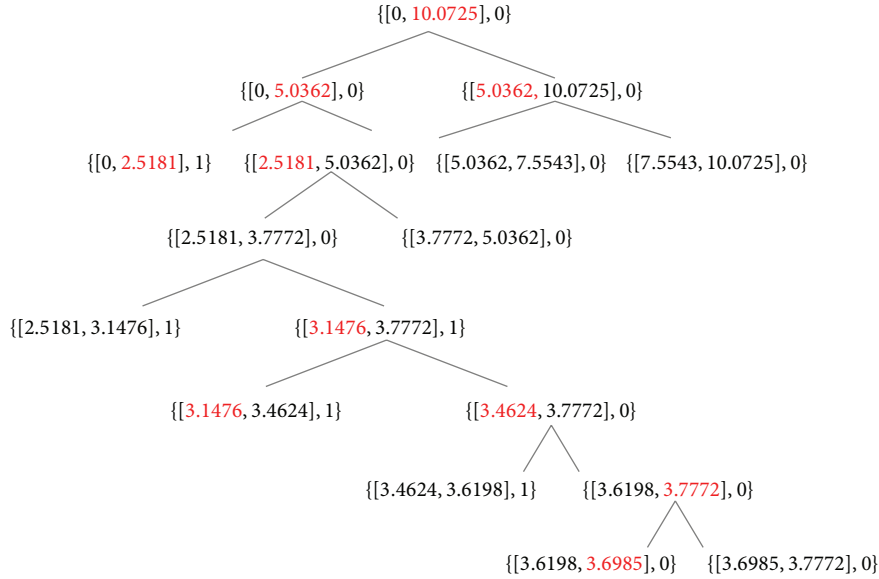 {[0, 10.0725], 0}
{[0, 5.0362], 0} {[5.0362, 10.0725], 0}
{[0, 2.5181], 1} {[2.5181, 5.0362], 0} {[5.0362, 7.5543], 0} {[7.5543, 10.0725], 0}
{[2.5181, 3.7772], 0} {[3.7772, 5.0362], 0}
{[2.5181, 3.1476], 1} {[3.1476, 3.7772], 1}
{[3.1476, 3.4624], 1} {[3.4624, 3.7772], 0}
{[3.4624, 3.6198], 1} {[3.6198, 3.7772], 0}
{[3.6198, 3.6985], 0} {[3.6985, 3.7772], 0}